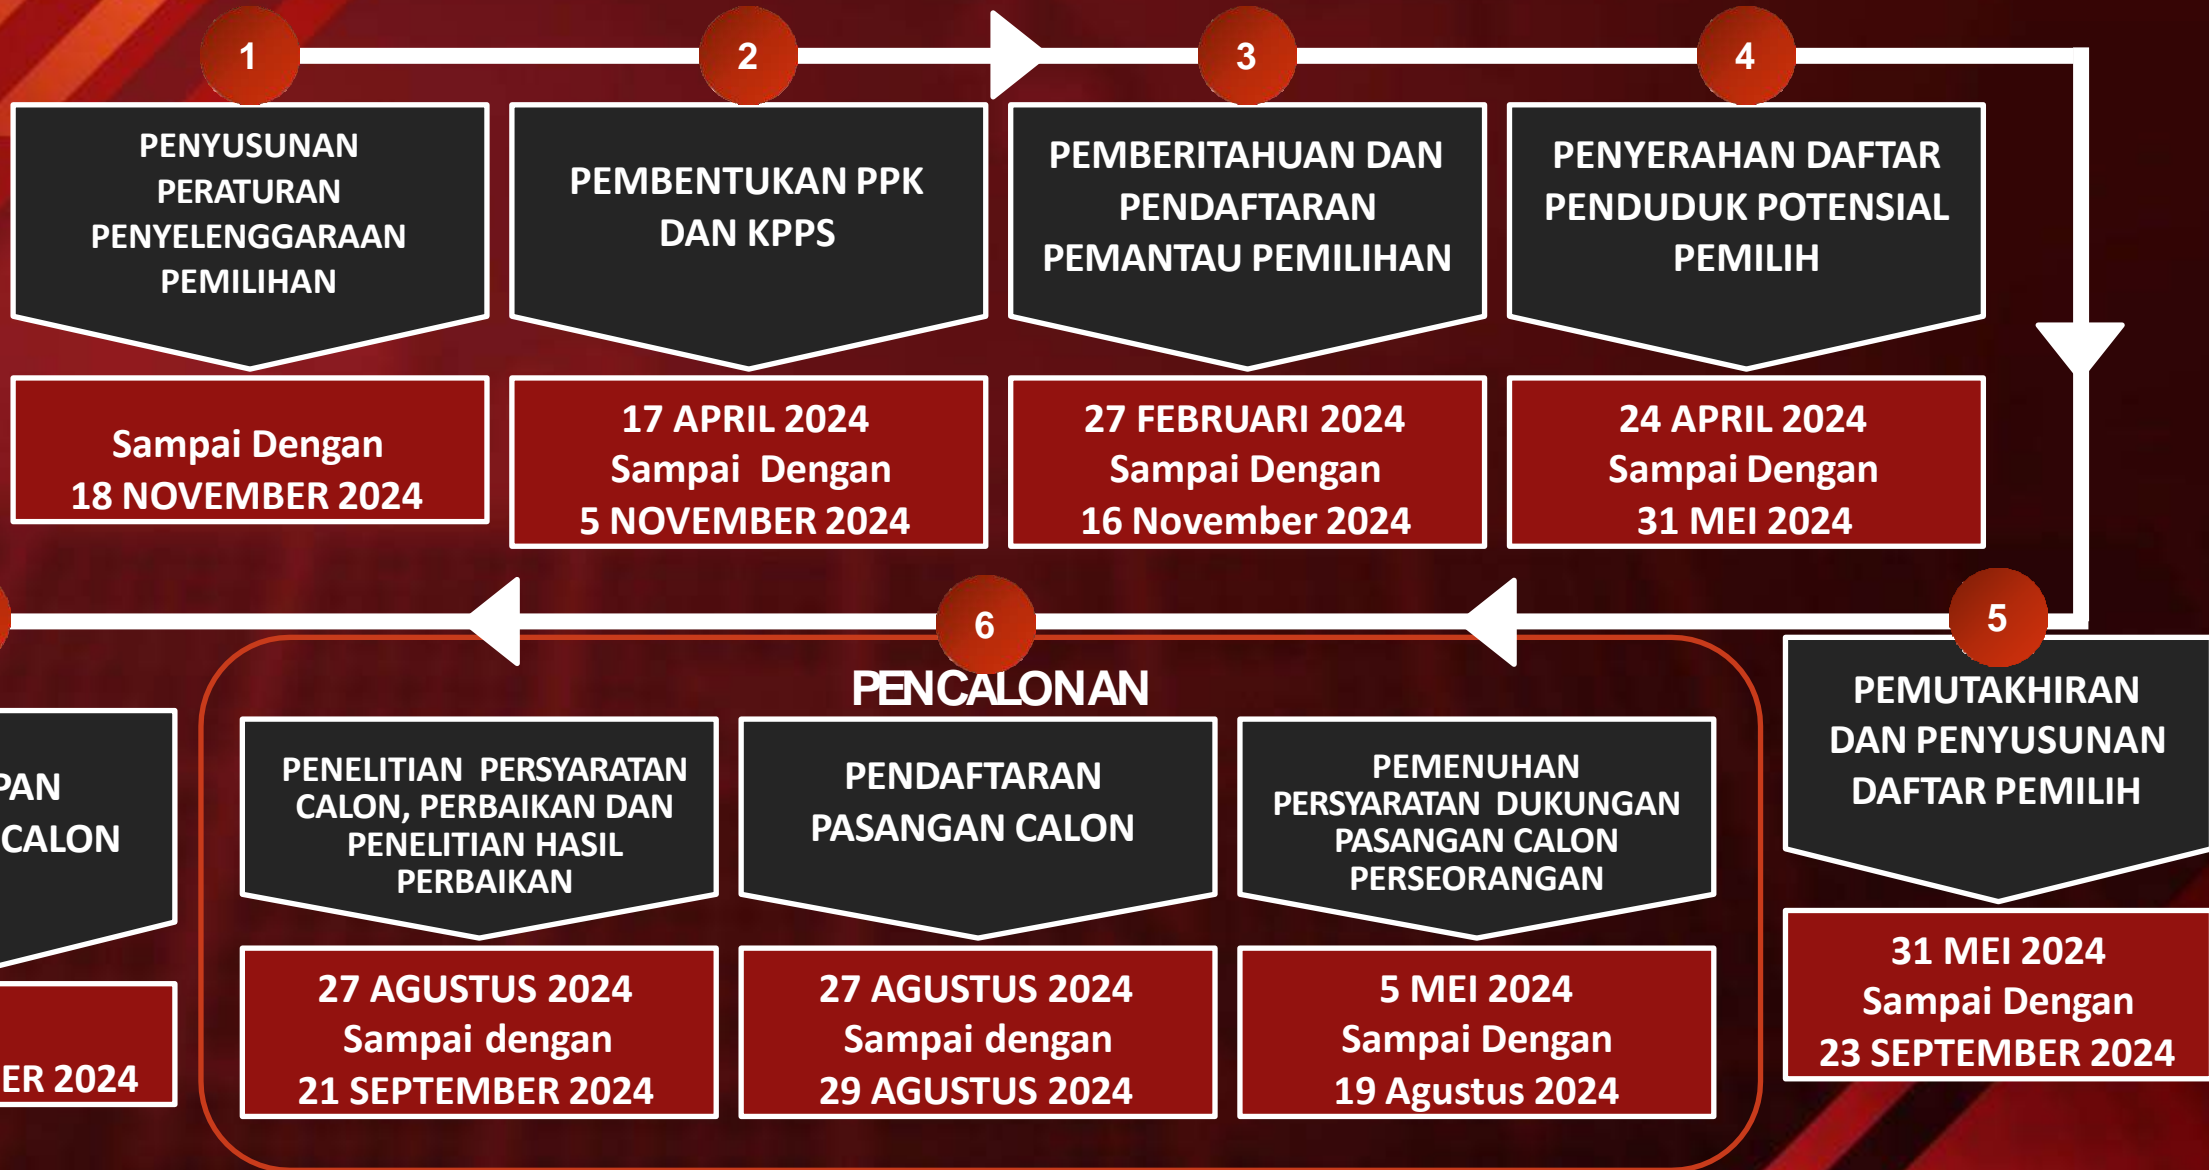 1
PENYUSUNAN
PERATURAN
PENYELENGGARAAN
PEMILIHAN
Sampai Dengan
18 NOVEMBER 2024
2
PEMBENTUKAN PPK
DAN KPPS
17 APRIL 2024
Sampai Dengan
5 NOVEMBER 2024
3
PEMBERITAHUAN DAN
PENDAFTARAN
PEMANTAU PEMILIHAN
27 FEBRUARI 2024
Sampai Dengan
16 November 2024
4
PENYERAHAN DAFTAR
PENDUDUK POTENSIAL
PEMILIH
24 APRIL 2024
Sampai Dengan
31 MEI 2024
5
PEMUTAKHIRAN
DAN PENYUSUNAN
DAFTAR PEMILIH
31 MEI 2024
Sampai Dengan
23 SEPTEMBER 2024
6
PENCALONAN
PEMENUHAN
PERSYARATAN DUKUNGAN
PASANGAN CALON
PERSEORANGAN
5 MEI 2024
Sampai Dengan
19 Agustus 2024
PENDAFTARAN
PASANGAN CALON
27 AGUSTUS 2024
Sampai dengan
29 AGUSTUS 2024
PENELITIAN PERSYARATAN
CALON, PERBAIKAN DAN
PENELITIAN HASIL
PERBAIKAN
27 AGUSTUS 2024
Sampai dengan
21 SEPTEMBER 2024
PAN
CALON
ER 2024